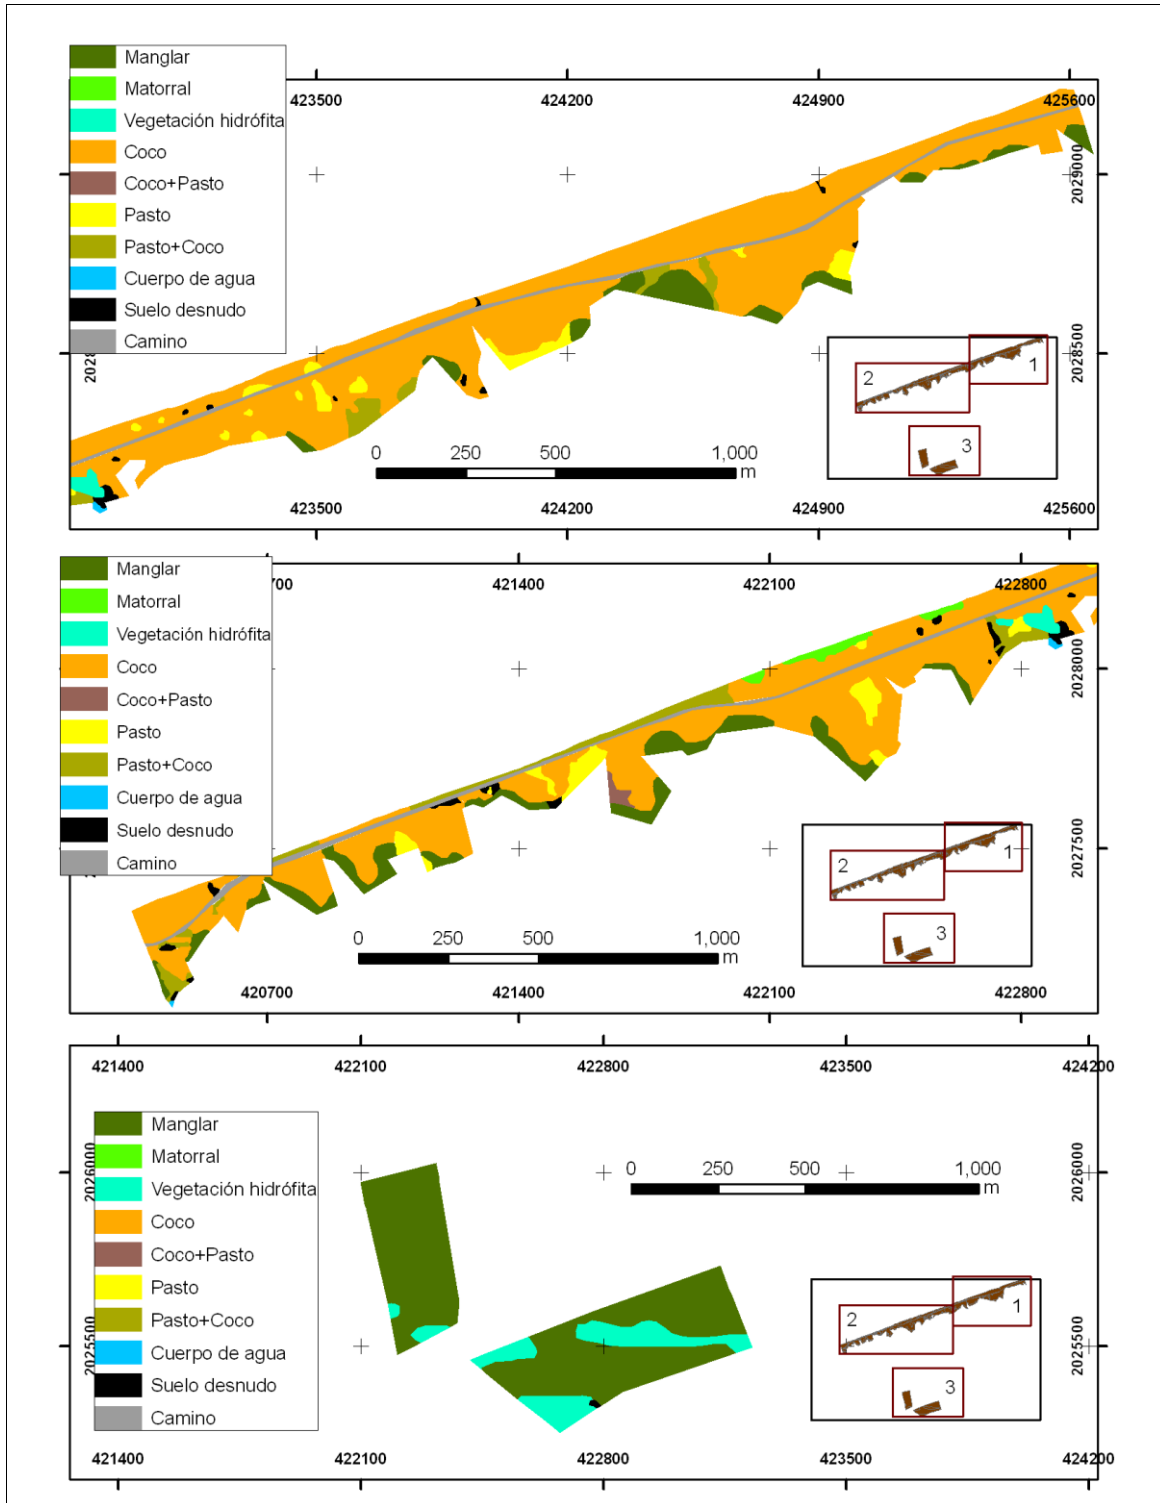 Manglar
Matorral
Vegetación hidrófita
Coco
Coco+Pasto
Pasto
Pasto+Coco
Cuerpo de agua
Suelo desnudo
Camino
423500 424200 424900 425600
2029000
2028500
1
2
3
0 250 500 1,000
m
423500 424200 424900 425600
Manglar
Matorral
Vegetación hidrófita
Coco
Coco+Pasto
Pasto
Pasto+Coco
Cuerpo de agua
Suelo desnudo
Camino
421400 422100 422800
2028000
2027500
1
2
3
0 250 500 1,000
m
420700 421400 422100 422800
421400 422100 422800 423500 424200
Manglar
Matorral
Vegetación hidrófita
Coco
Coco+Pasto
Pasto
Pasto+Coco
Cuerpo de agua
Suelo desnudo
Camino
2026000
2025500
0 250 500 1,000
m
2026000
2025500
1
2
3
421400 422100 422800 423500 424200